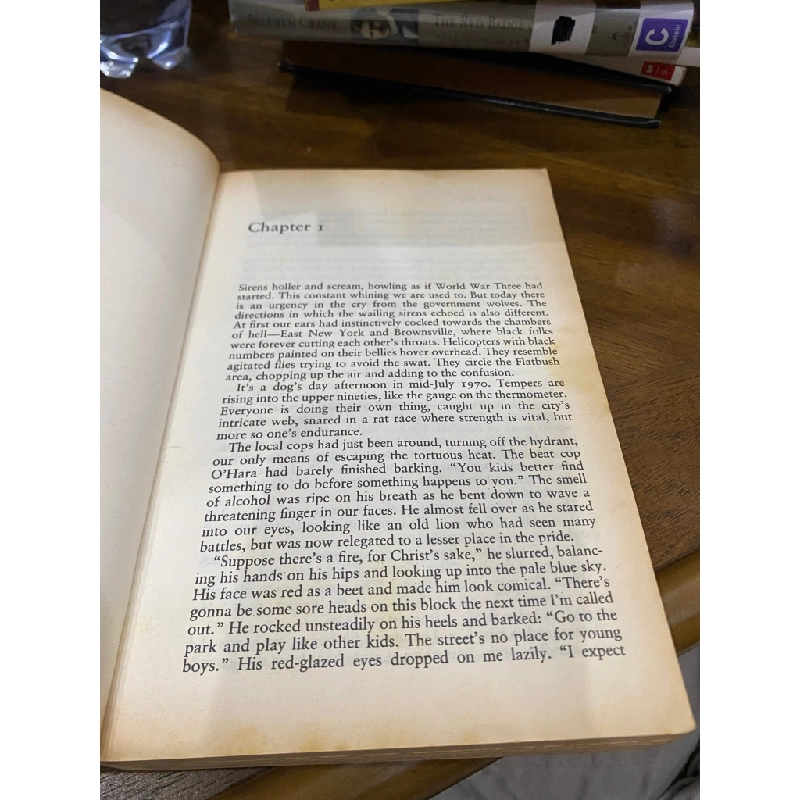 STEPHEN CRANE THE RED BADGE
C
Classic
Chapter 1
Sirens holler and scream, howling as if World War Three had
started. This constant whining we are used to. But today there
is an urgency in the cry from the government wolves. The
directions in which the wailing sirens echoed is also different.
At first our ears had instinctively cocked towards the chambers
of hell—East New York and Brownsville, where black folks
were forever cutting each other's throats. Helicopters with black
numbers painted on their bellies hover overhead. They resemble
agitated flies trying to avoid the swat. They circle the Flatbush
area, chopping up the air and adding to the confusion.
It's a dog's day afternoon in mid-July 1970. Tempers are
rising into the upper nineties, like the gauge on the thermometer.
Everyone is doing their own thing, caught up in the city's
intricate web, snared in a rat race where strength is vital, but
more so one's endurance.
The local cops had just been around, turning off the hydrant,
our only means of escaping the tortuous heat. The beat cop
O'Hara had barely finished barking. "You kids better find
something to do before something happens to you." The smell
of alcohol was ripe on his breath as he bent down to wave a
threatening finger in our faces. He almost fell over as he stared
into our eyes, looking like an old lion who had seen many
battles, but was now relegated to a lesser place in the pride.
"Suppose there's a fire, for Christ's sake," he slurred, balanc-
ing his hands on his hips and looking up into the pale blue sky.
His face was red as a beet and made him look comical. "There's
gonna be some sore heads on this block the next time I'm called
out." He rocked unsteadily on his heels and barked: "Go to the
park and play like other kids. The street's no place for young
boys." His red-glazed eyes dropped on me lazily. "I expect